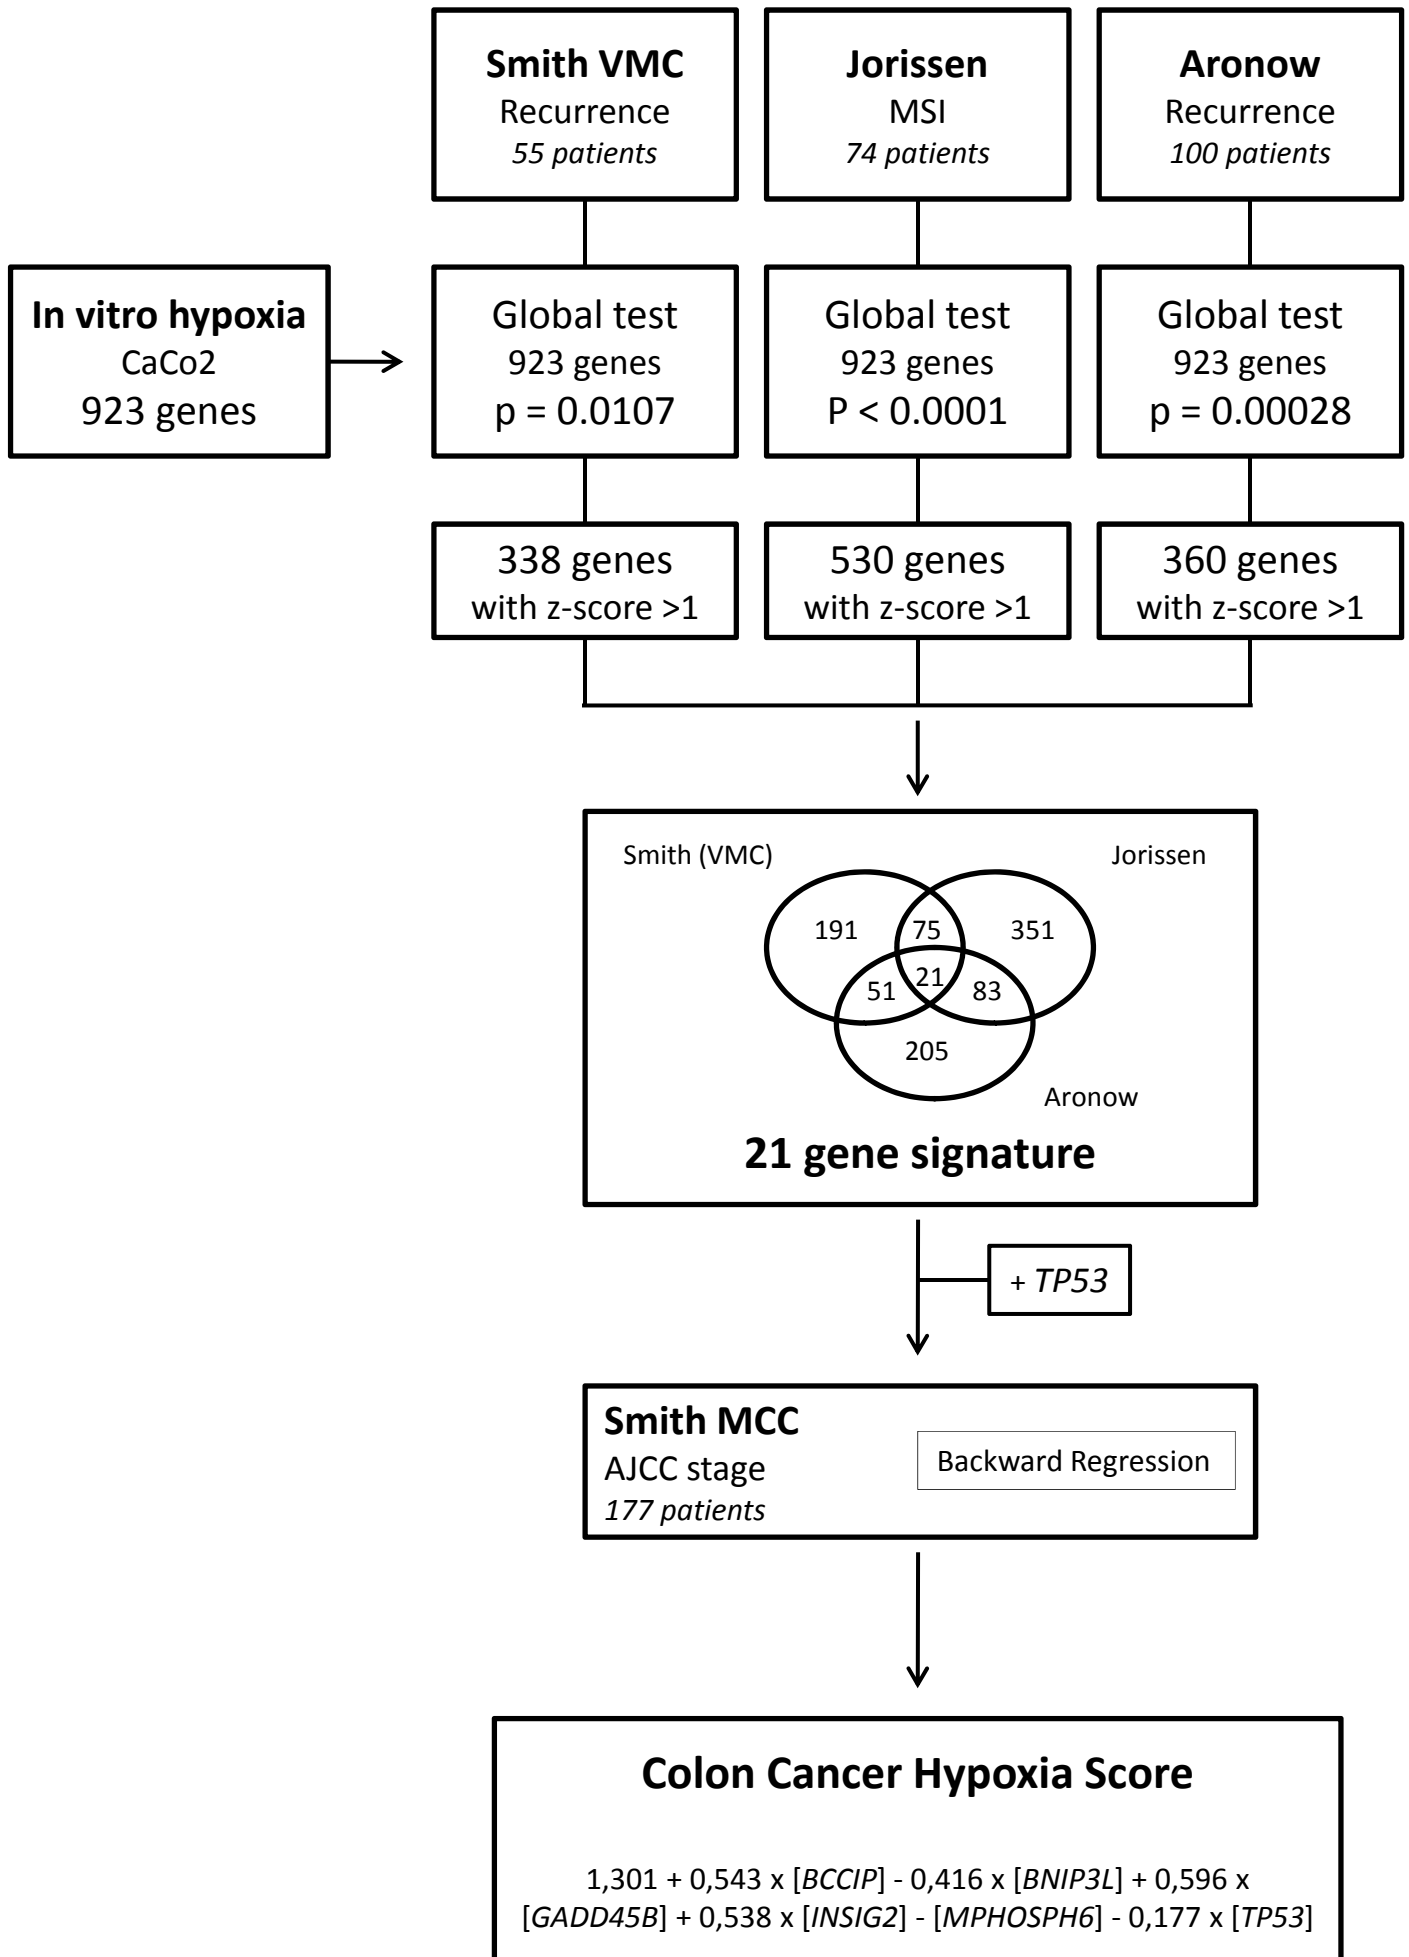 Smith VMC
Recurrence
55 patients
Jorissen
MSI
74 patients
Aronow
Recurrence
100 patients
In vitro hypoxia
CaCo2
923 genes
Global test
923 genes
p = 0.0107
Global test
923 genes
P < 0.0001
Global test
923 genes
p = 0.00028
338 genes
with z-score >1
530 genes
with z-score >1
360 genes
with z-score >1
Smith (VMC)
Jorissen
191
75
351
51
21
83
205
Aronow
21 gene signature
+ TP53
Smith MCC
AJCC stage
177 patients
Backward Regression
Colon Cancer Hypoxia Score
1,301 + 0,543 x [BCCIP] - 0,416 x [BNIP3L] + 0,596 x
[GADD45B] + 0,538 x [INSIG2] - [MPHOSPH6] - 0,177 x [TP53]